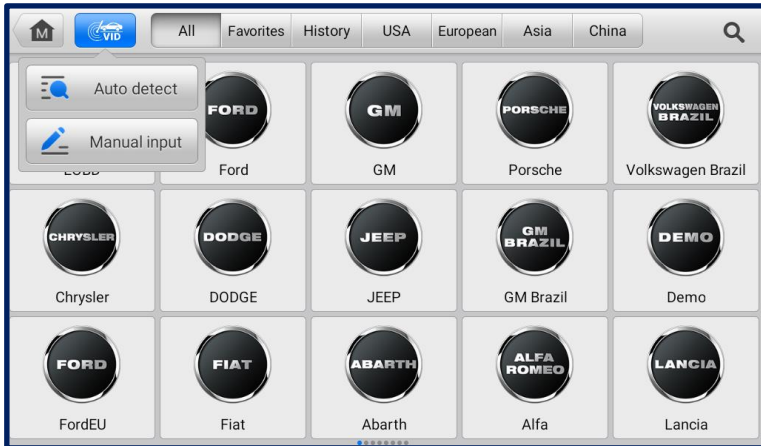 M
VID
All
Favorites
History
USA
European
Asia
China
Auto detect
Manual input
FORD
GM
PORSCHE
VOLKSWAGEN
BRAZIL
Ford
GM
Porsche
Volkswagen Brazil
CHRYSLER
DODGE
JEEP
GM
BRAZIL
DEMO
Chrysler
DODGE
JEEP
GM Brazil
Demo
FORD
FIAT
ABARTH
ALFA
ROMEO
LANCIA
FordEU
Fiat
Abarth
Alfa
Lancia